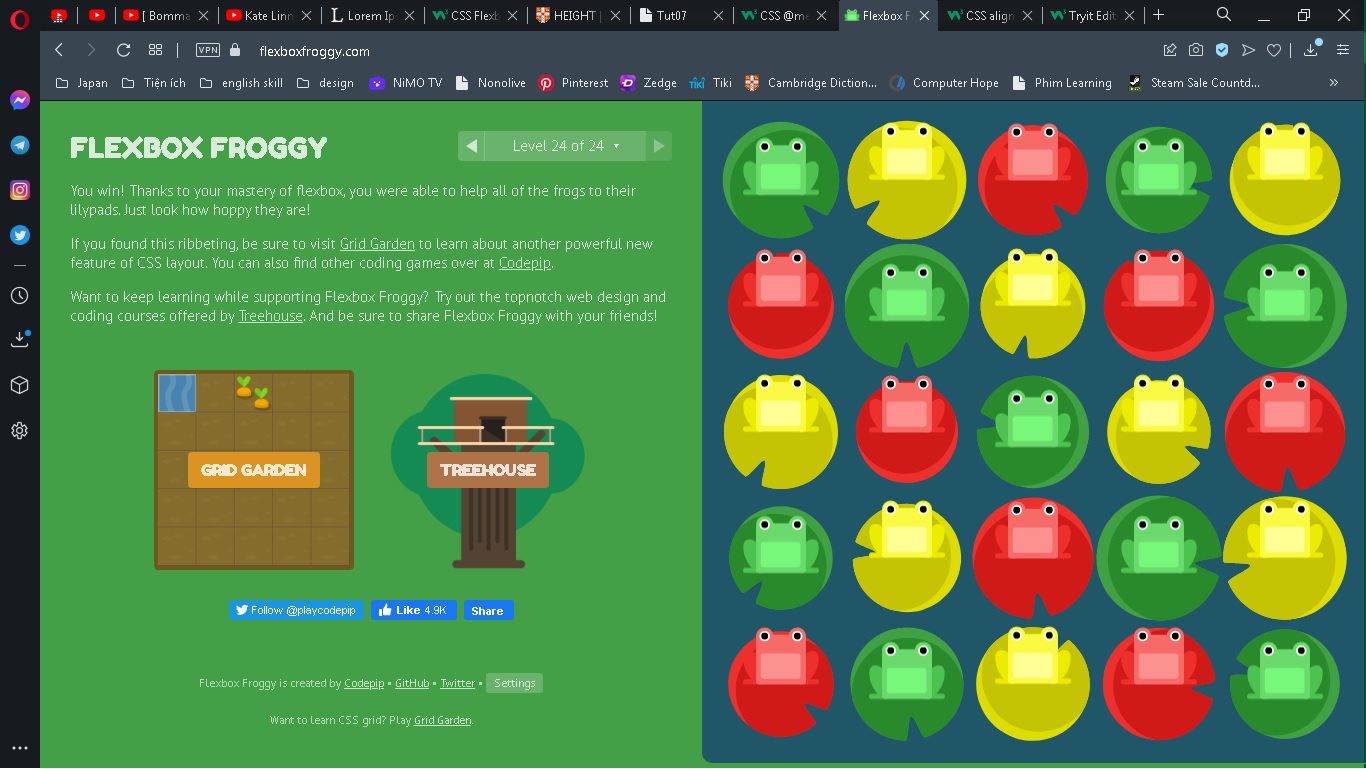 [ Bomma
Kate Linn
Lorem Ip
CSS Flexb
HEIGHT |
Tut07
CSS @me
Flexbox F
CSS align
Tryit Edit
VPN
flexboxfroggy.com
Japan
Tiện ích
english skill
design
NiMO TV
Nonolive
Pinterest
Zedge
TIKI
Tiki
Cambridge Diction...
Computer Hope
Phim Learning
Steam Sale Countd...
FLEXBOX FROGGY
Level 24 of 24
You win! Thanks to your mastery of flexbox, you were able to help all of the frogs to their
lilypads. Just look how hoppy they are!
If you found this ribbeting, be sure to visit Grid Garden to learn about another powerful new
feature of CSS layout. You can also find other coding games over at Codepip.
Want to keep learning while supporting Flexbox Froggy? Try out the topnotch web design and
coding courses offered by Treehouse. And be sure to share Flexbox Froggy with your friends!
GRID GARDEN
TREEHOUSE
Follow @playcodepip
Like 4.9K
Share
Flexbox Froggy is created by Codepip • GitHub • Twitter • Settings
Want to learn CSS grid? Play Grid Garden.